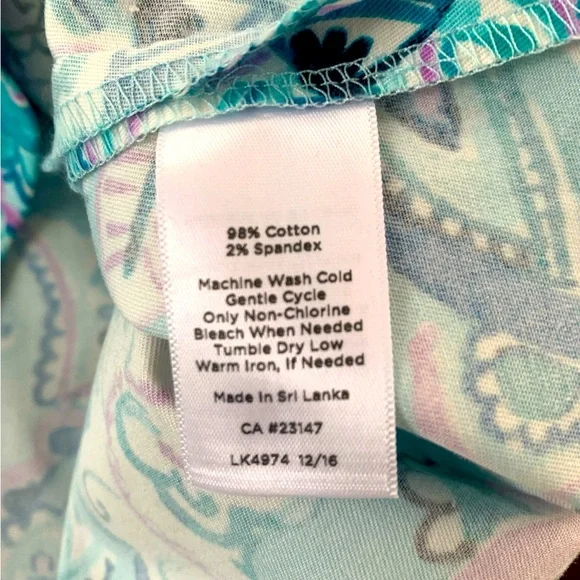 98% Cotton
2% Spandex
Machine Wash Cold
Gentle Cycle
Only Non-Chlorine
Bleach When Needed
Tumble Dry Low
Warm Iron, If Needed
Made In Sri Lanka
CA #23147
LK4974 12/16